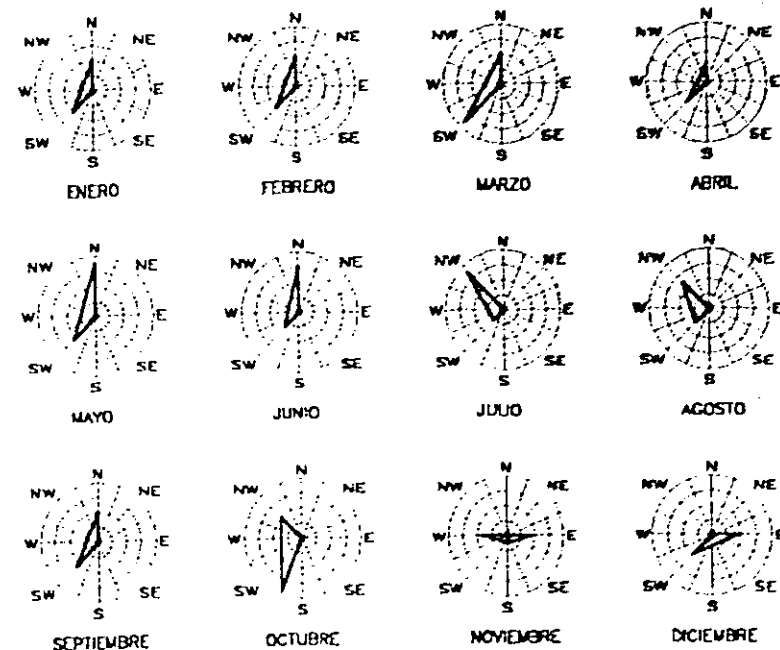 N N N N
NW NE NW NE NW NE NW NE
W E W E W E W E
SW SE SW SE SW SE SW SE
S S S S
ENERO FEBRERO MARZO ABRIL
N N N N
NW NE NW NE NW NE NW NE
W E W E W E W E
SW SE SW SE SW SE SW SE
S S S S
MAYO JUNIO JULIO AGOSTO
N N N N
NW NE NW NE NW NE NW NE
W E W E W E W E
SW SE SW SE SW SE SW SE
S S S S
SEPTIEMBRE OCTUBRE NOVIEMBRE DICIEMBRE